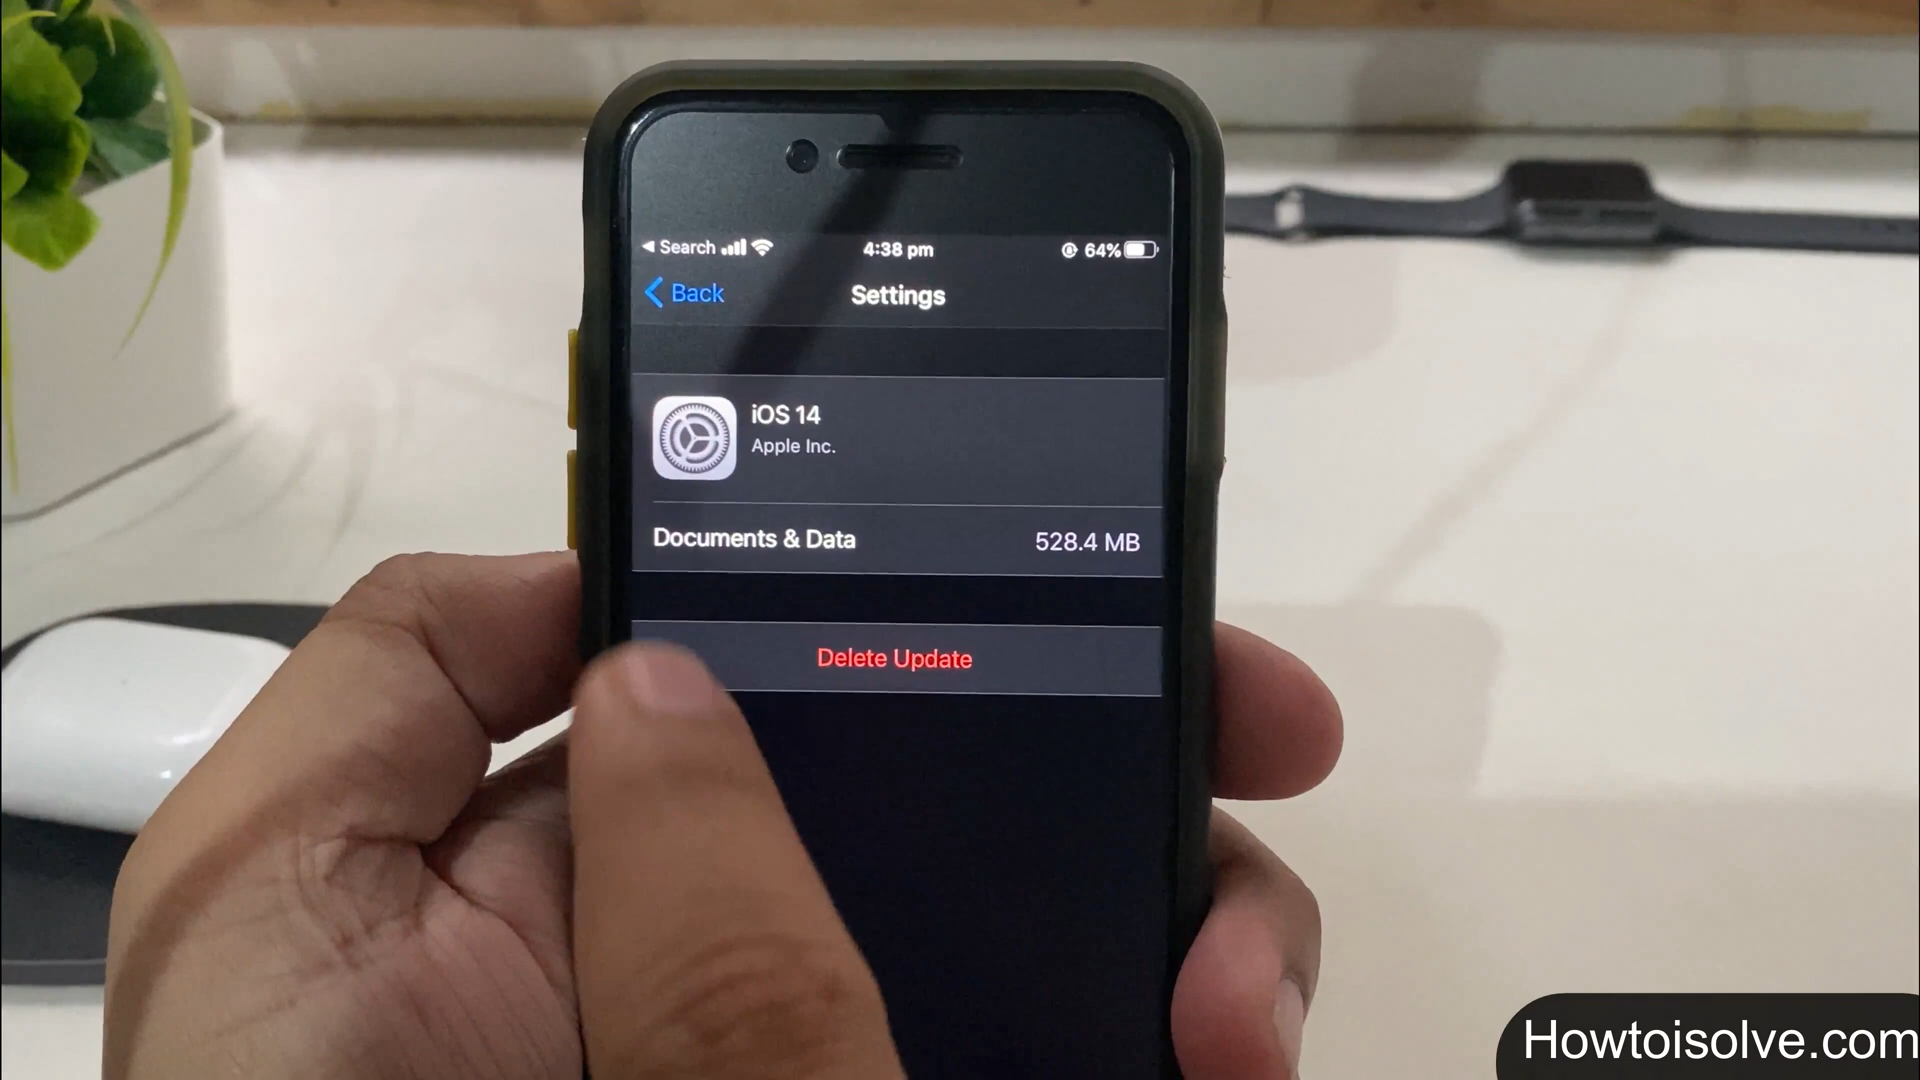 Search 4:38 pm 64%
Back Settings
iOS 14
Apple Inc.
Documents & Data 528.4 MB
Delete Update
Howtoisolve.com